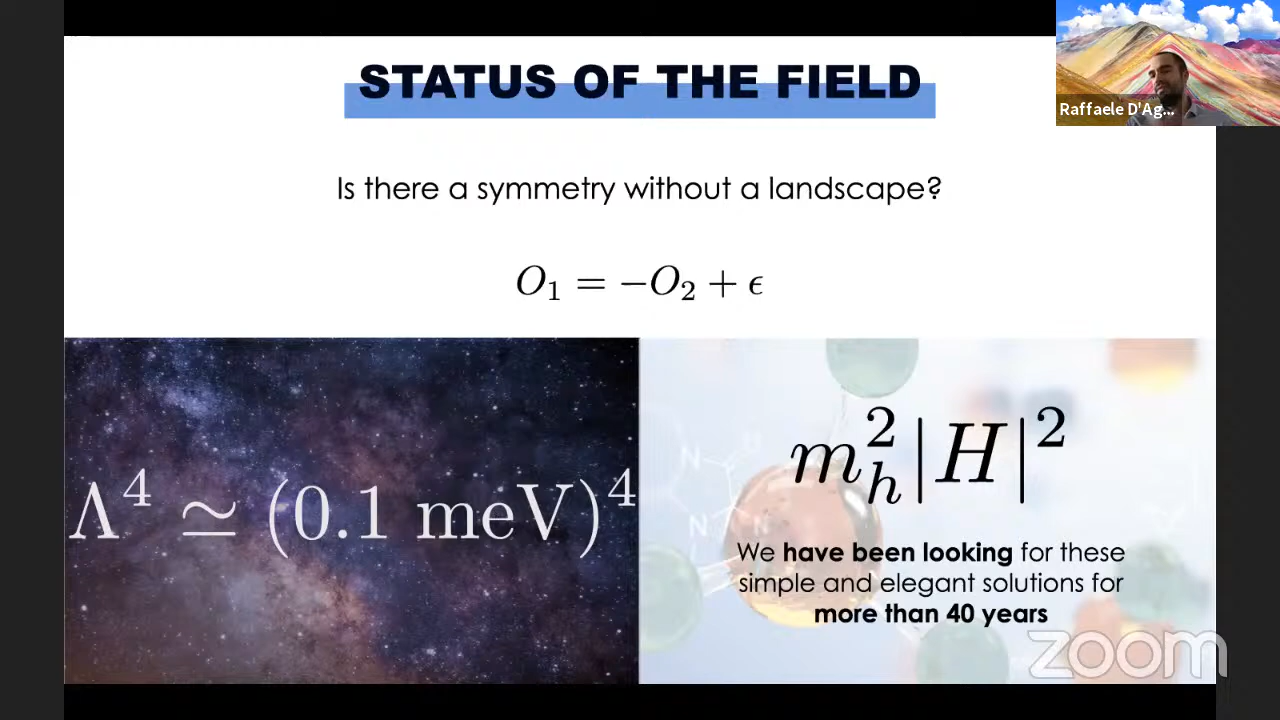 STATUS OF THE FIELD
Raffaele D'Ag...
Is there a symmetry without a landscape?
O₁ = −O₂ + ϵ
Λ⁴ ≃ (0.1 meV)⁴
m²ₕ|H|²
N
N
N
We have been looking for these
simple and elegant solutions for
more than 40 years
zoom